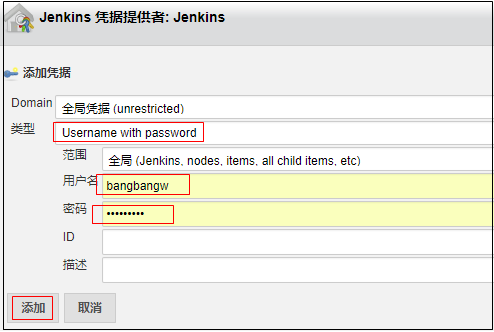 Jenkins 凭据提供者: Jenkins
添加凭据
Domain 全局凭据 (unrestricted)
类型 Username with password
范围 全局 (Jenkins, nodes, items, all child items, etc)
用户名 bangbangw
密码 •••••••••
ID
描述
添加 取消